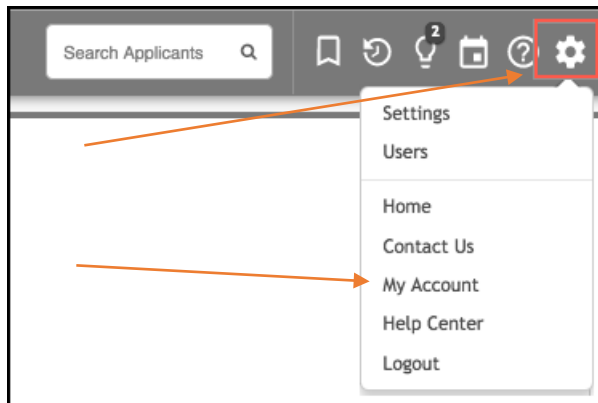 Search Applicants
2
Settings
Users
Home
Contact Us
My Account
Help Center
Logout